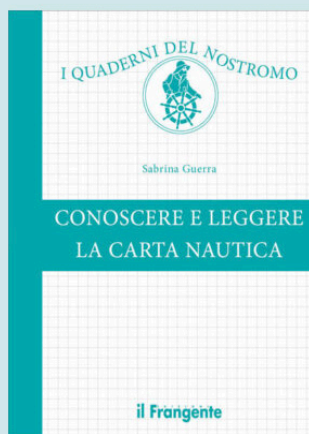 I QUADERNI DEL NOSTROMO
Sabrina Guerra
CONOSCERE E LEGGERE
LA CARTA NAUTICA
il Frangente